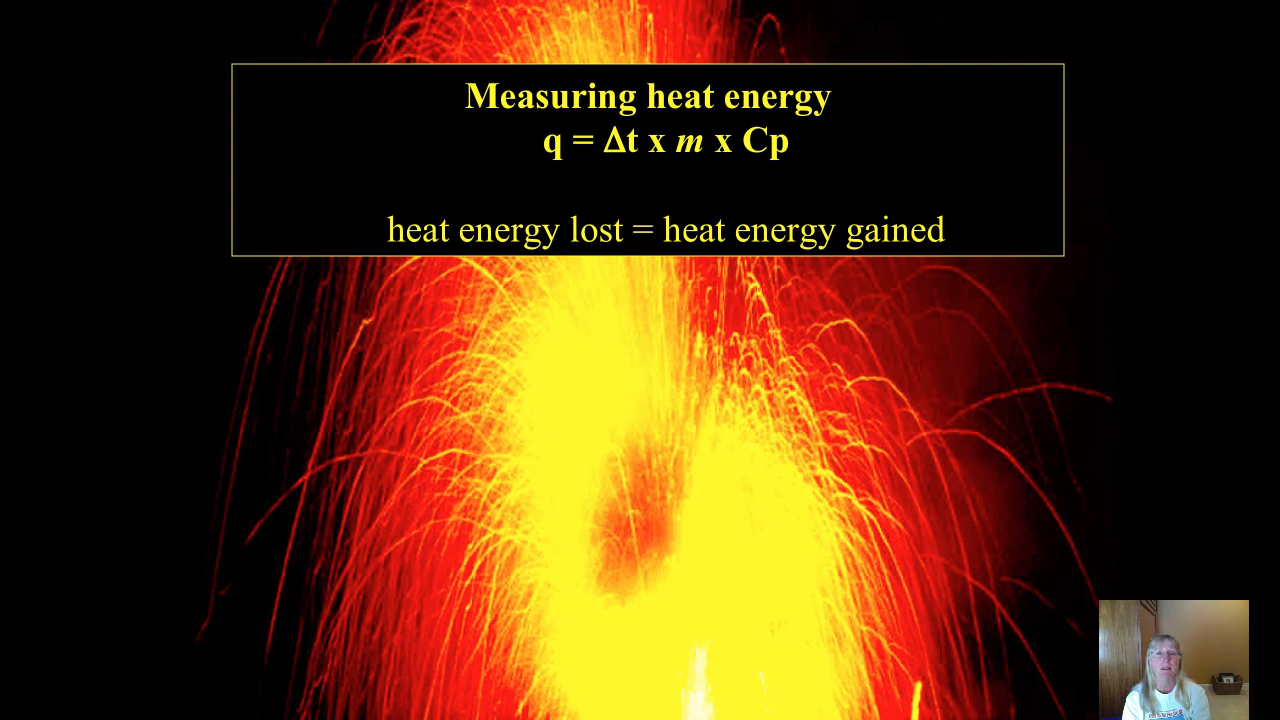 Measuring heat energy
q = Δt x m x Cp
heat energy lost = heat energy gained